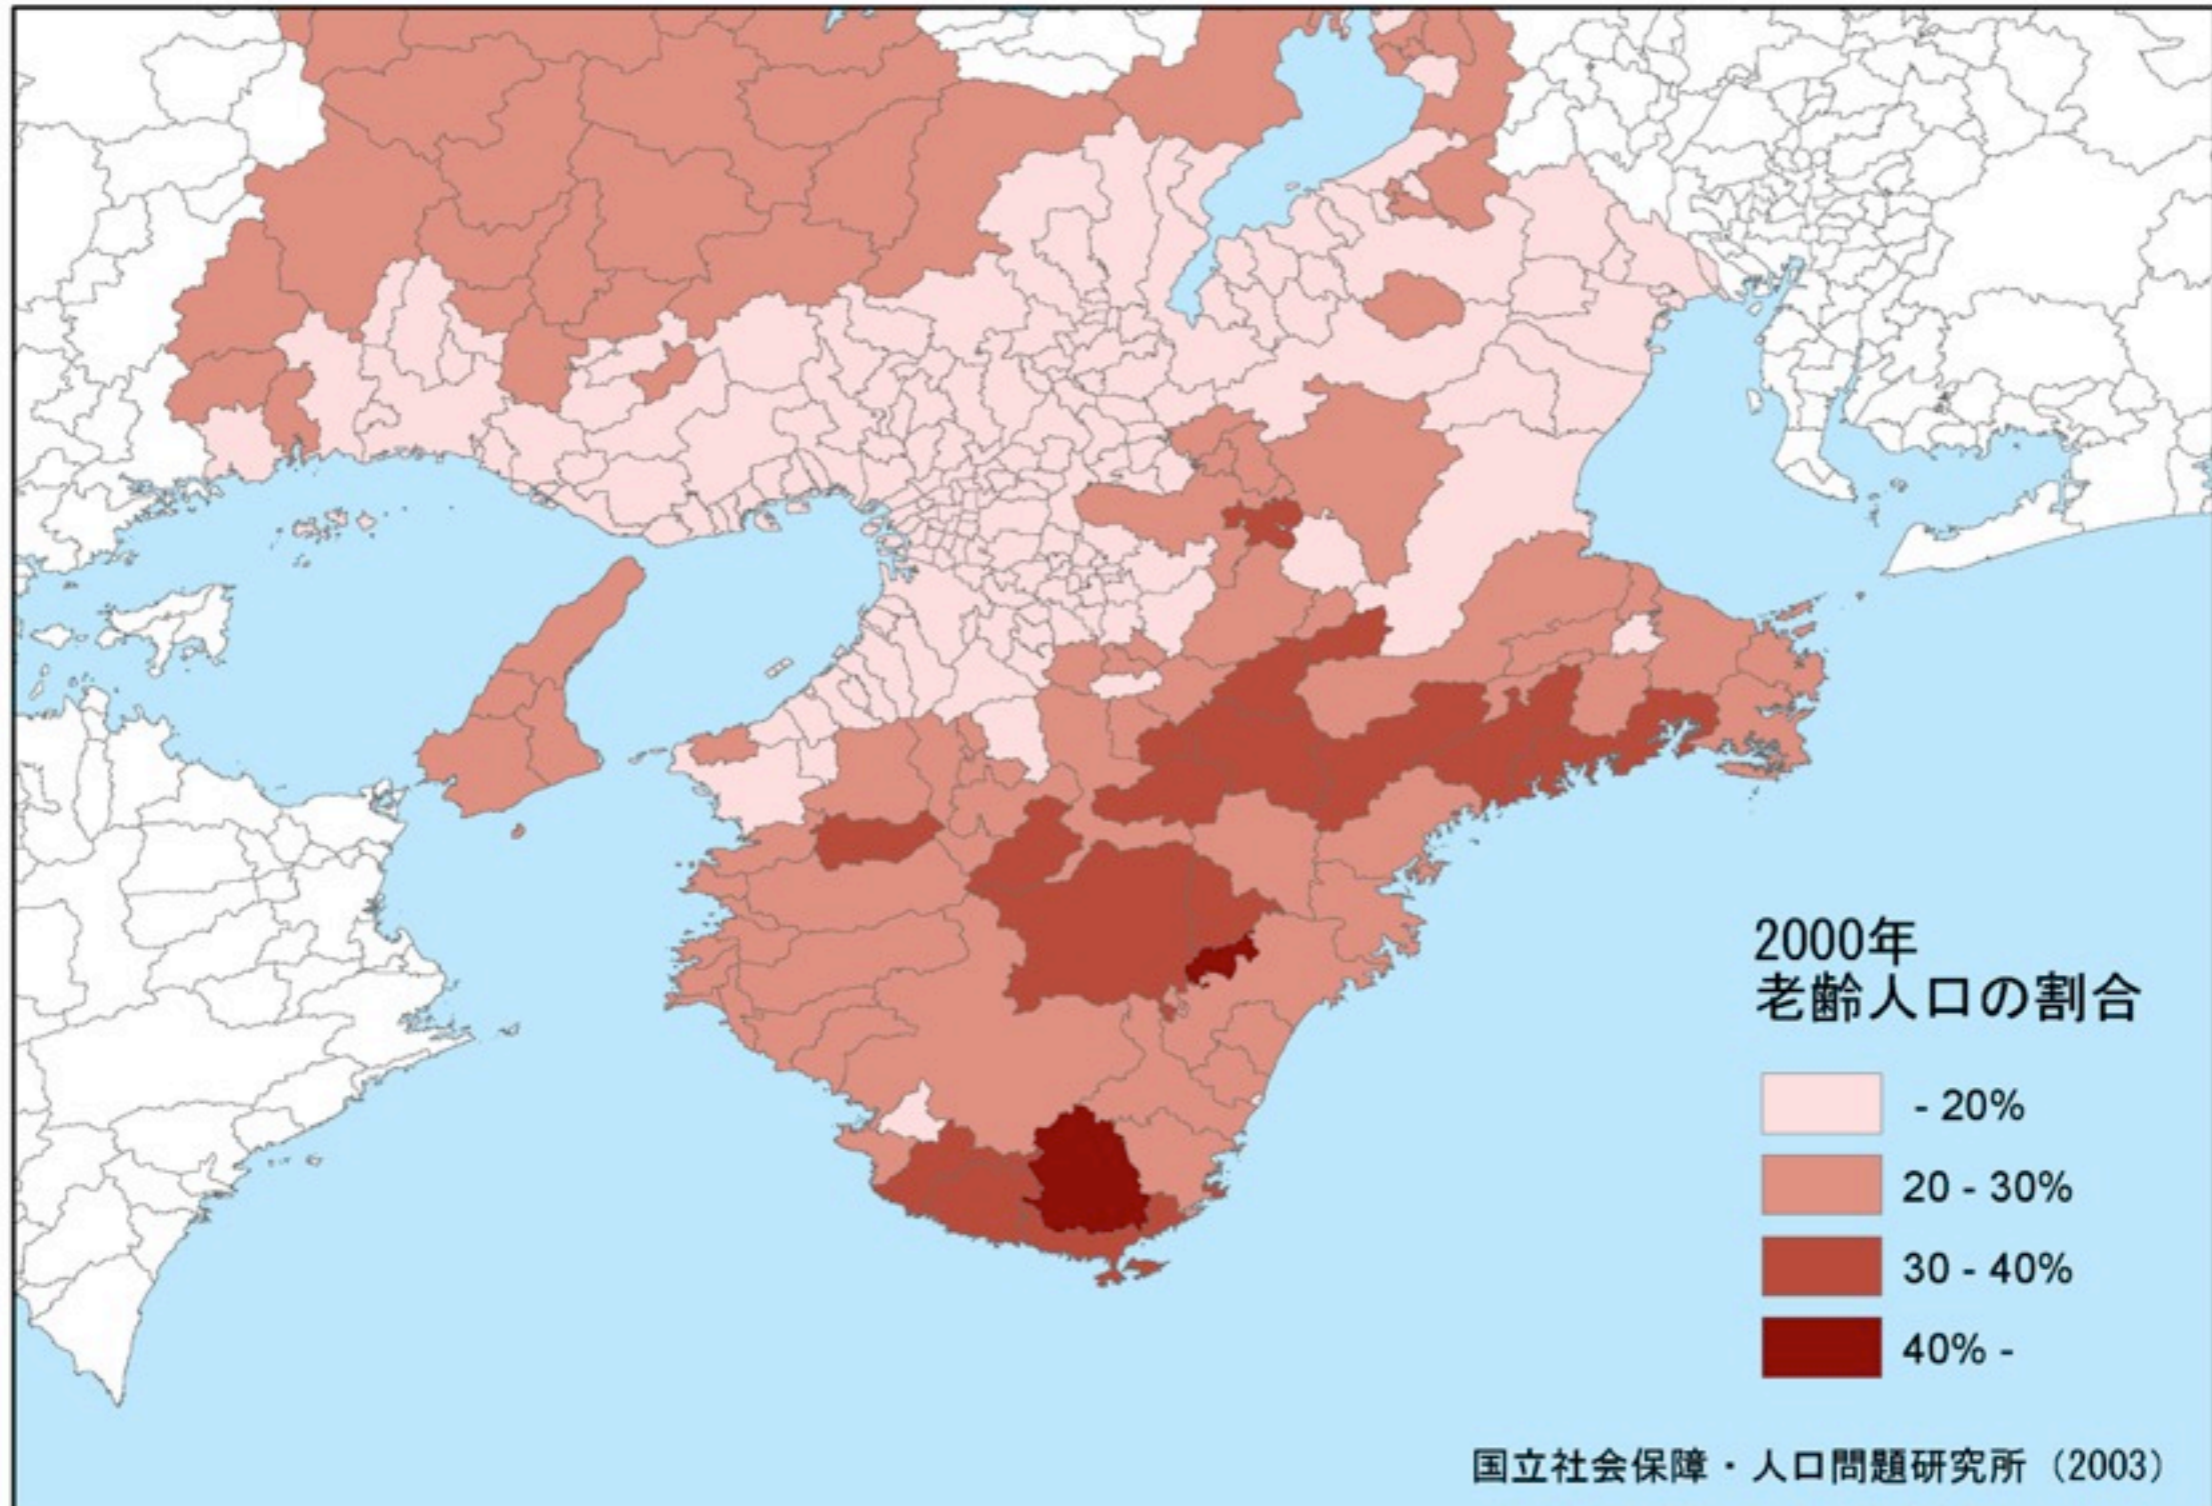 2000年
老齢人口の割合
- 20%
20 - 30%
30 - 40%
40% -
国立社会保障・人口問題研究所（2003）